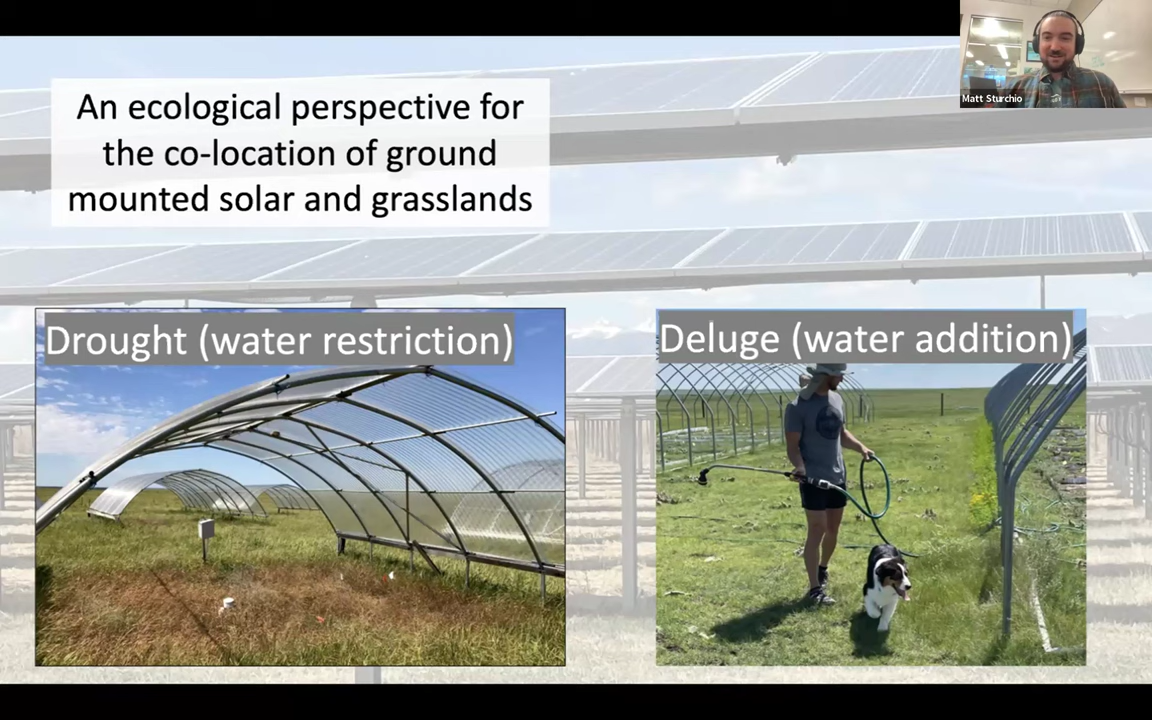 An ecological perspective for
the co-location of ground
mounted solar and grasslands
Matt Sturchio
Drought (water restriction)
Deluge (water addition)